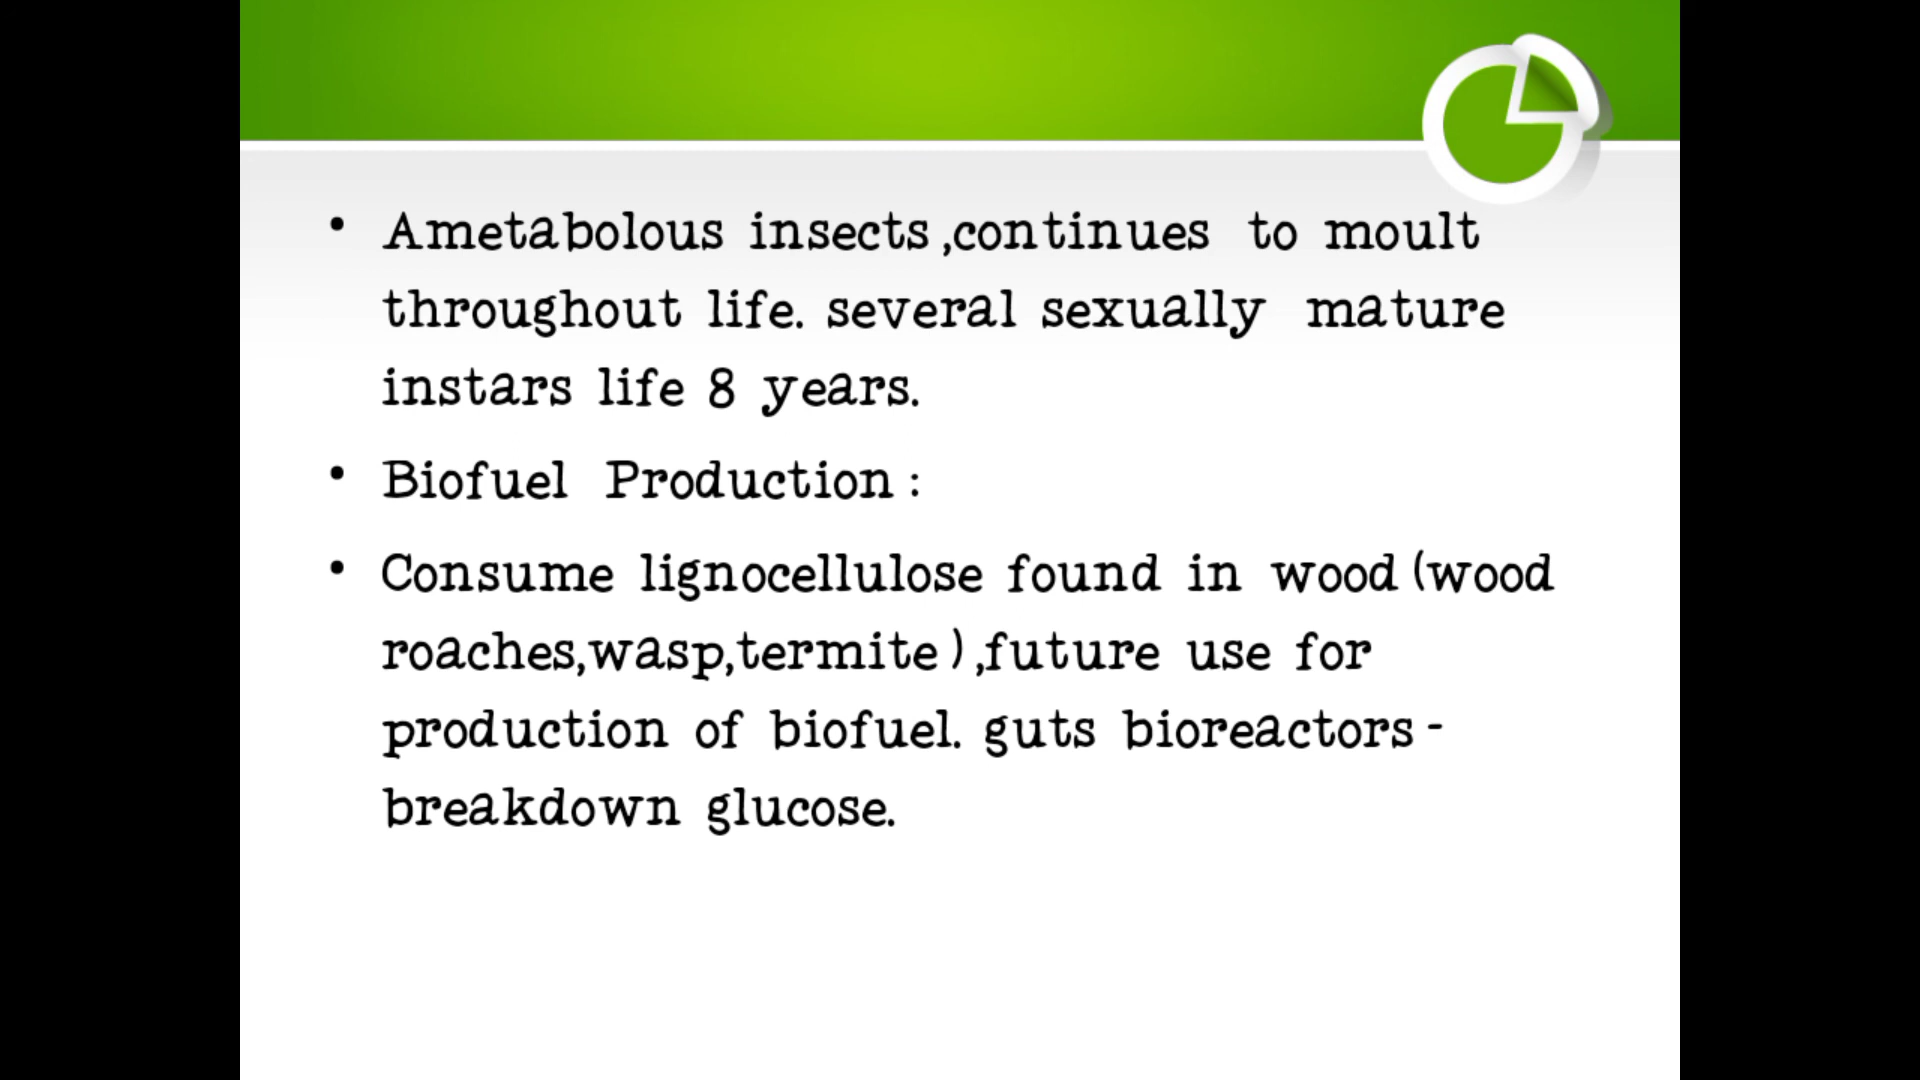 • Ametabolous insects ,continues to moult
throughout life. several sexually mature
instars life 8 years.
• Biofuel Production :
• Consume lignocellulose found in wood (wood
roaches,wasp,termite ),future use for
production of biofuel. guts bioreactors -
breakdown glucose.